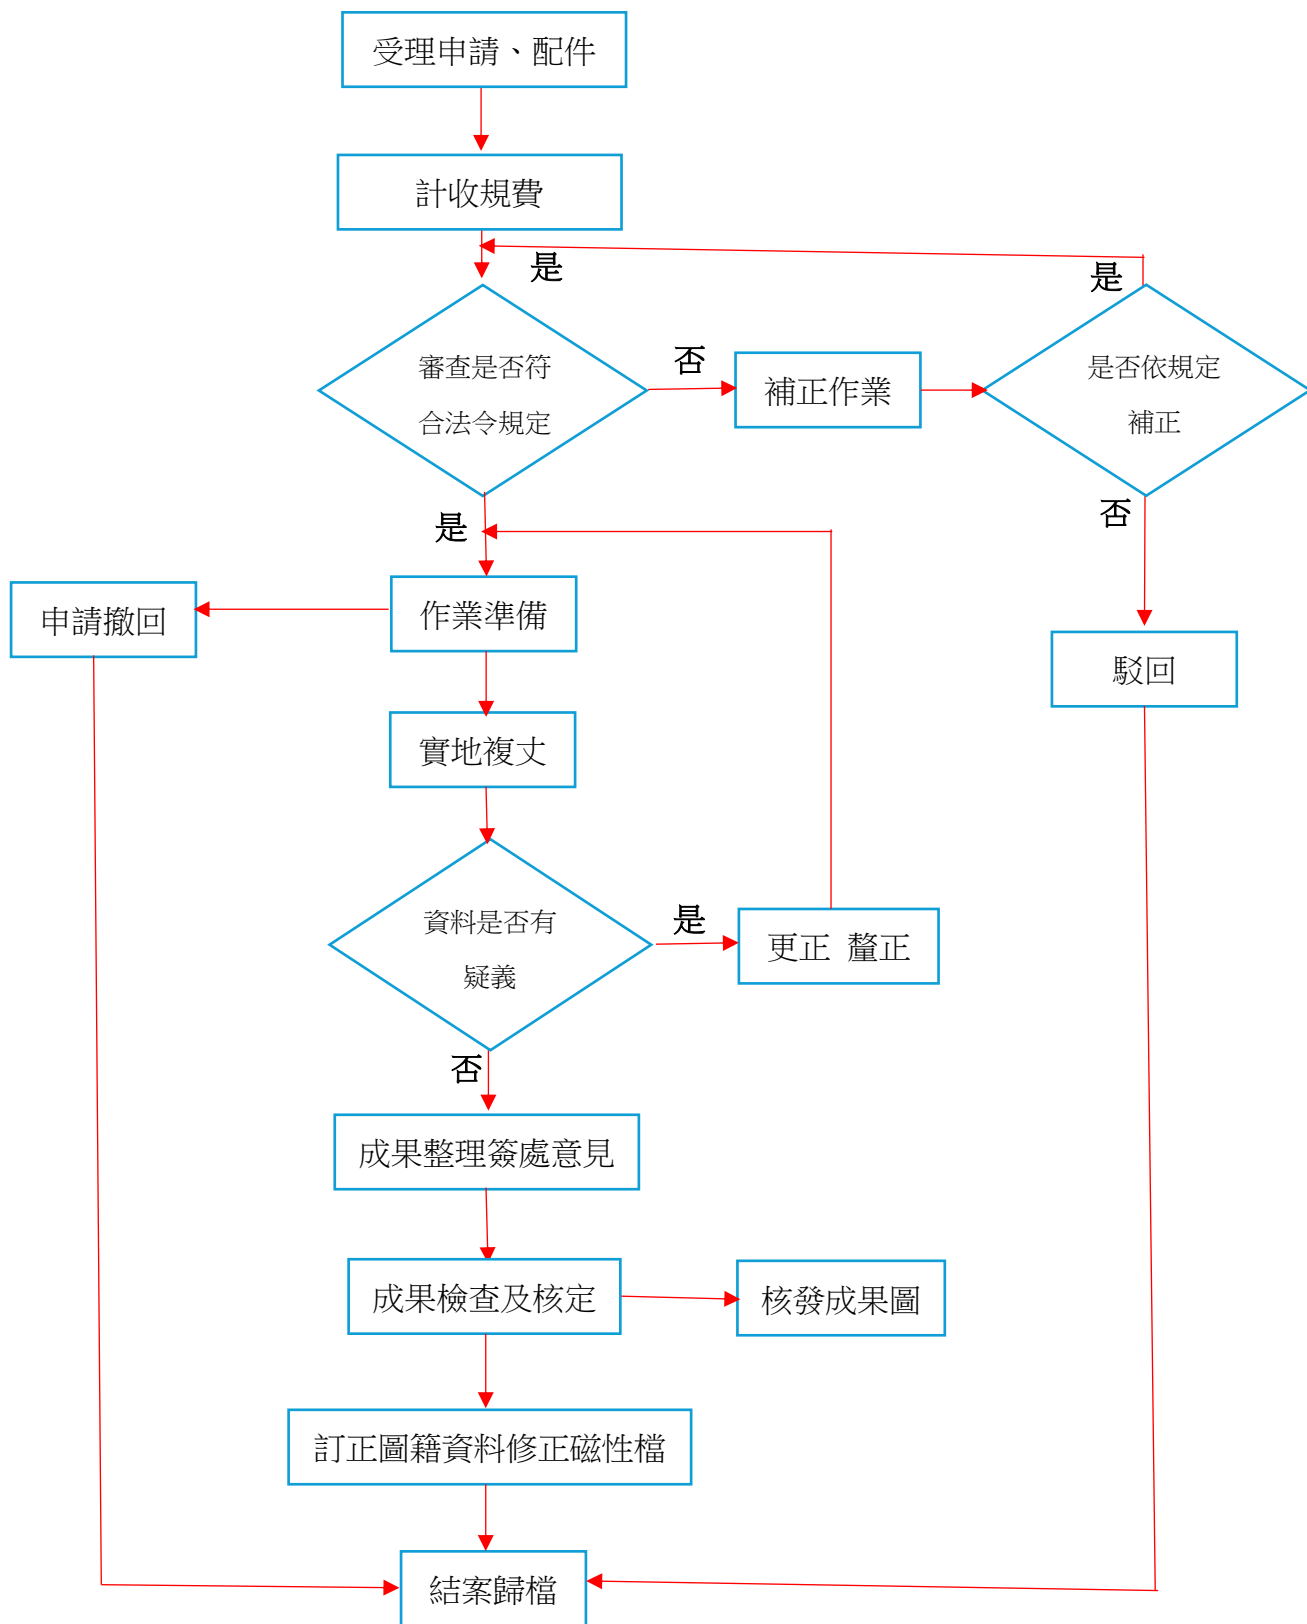 受理申請、配件
計收規費
是
是
審查是否符
合法令規定
否
補正作業
是否依規定
補正
是
否
申請撤回
作業準備
駁回
實地複丈
資料是否有
疑義
是
更正 釐正
否
成果整理簽處意見
成果檢查及核定
核發成果圖
訂正圖籍資料修正磁性檔
結案歸檔